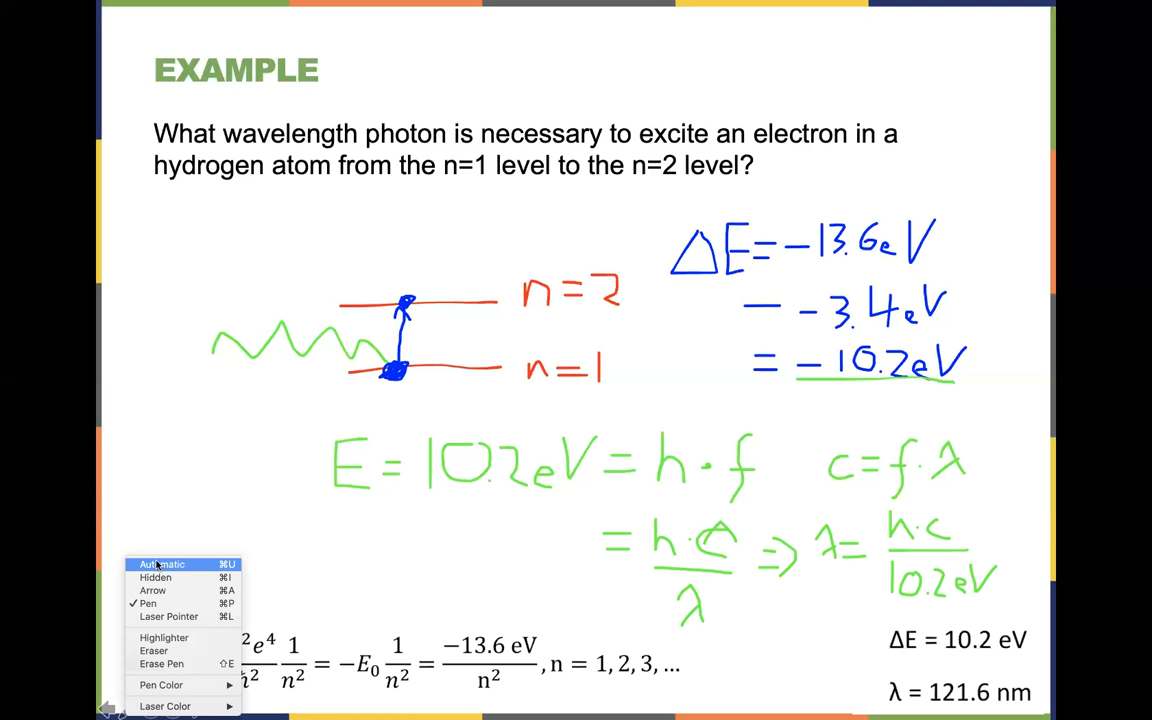 EXAMPLE
What wavelength photon is necessary to excite an electron in a
hydrogen atom from the n=1 level to the n=2 level?
ΔE = -13.6eV
n=2
- -3.4eV
n=1
= -10.2eV
E = 10.2eV = h · f c = f · λ
= h · c / λ ⇒ λ = h · c / 10.2eV
Automatic ⌘U
Hidden ⌘I
Arrow ⌘A
✓ Pen ⌘P
Laser Pointer ⌘L
Highlighter
Eraser
Erase Pen ⇧E
Pen Color ▶
Laser Color ▶
²e⁴ / ħ² 1/n² = −E₀ 1/n² = −13.6 eV / n² , n = 1, 2, 3, …
ΔE = 10.2 eV
λ = 121.6 nm